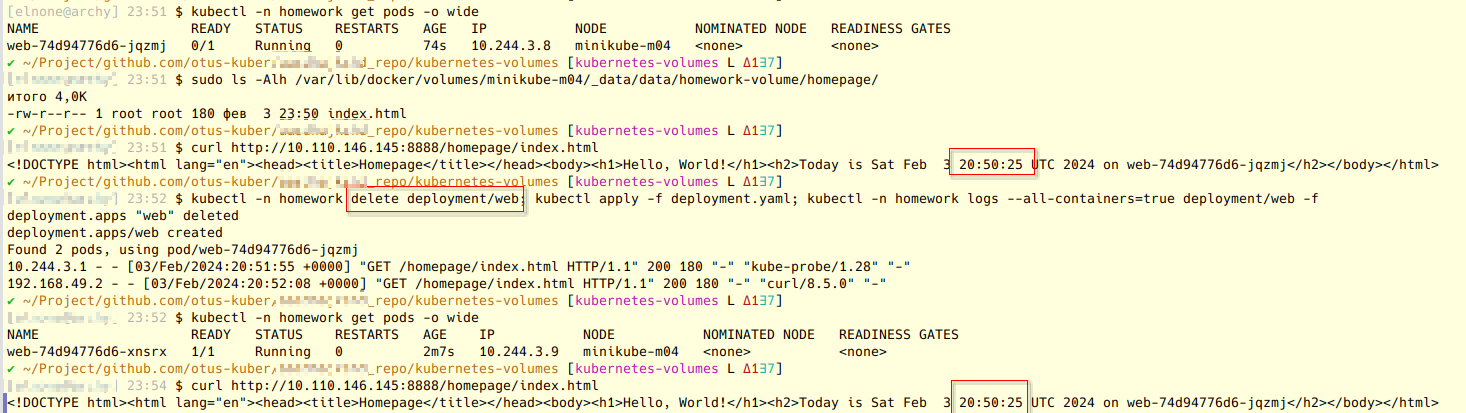 [elnone@archy] 23:51 $ kubectl -n homework get pods -o wide
NAME READY STATUS RESTARTS AGE IP NODE NOMINATED NODE READINESS GATES
web-74d94776d6-jqzmj 0/1 Running 0 74s 10.244.3.8 minikube-m04 <none> <none>
✔ ~/Project/github.com/otus-kuber/ _repo/kubernetes-volumes [kubernetes-volumes L Δ1∃7]
23:51 $ sudo ls -Alh /var/lib/docker/volumes/minikube-m04/_data/data/homework-volume/homepage/
итого 4,0K
-rw-r--r-- 1 root root 180 фев 3 23:50 index.html
✔ ~/Project/github.com/otus-kuber/ _repo/kubernetes-volumes [kubernetes-volumes L Δ1∃7]
23:51 $ curl http://10.110.146.145:8888/homepage/index.html
<!DOCTYPE html><html lang="en"><head><title>Homepage</title></head><body><h1>Hello, World!</h1><h2>Today is Sat Feb 3 20:50:25 UTC 2024 on web-74d94776d6-jqzmj</h2></body></html>
✔ ~/Project/github.com/otus-kuber/ _repo/kubernetes-volumes [kubernetes-volumes L Δ1∃7]
23:52 $ kubectl -n homework delete deployment/web; kubectl apply -f deployment.yaml; kubectl -n homework logs --all-containers=true deployment/web -f
deployment.apps "web" deleted
deployment.apps/web created
Found 2 pods, using pod/web-74d94776d6-jqzmj
10.244.3.1 - - [03/Feb/2024:20:51:55 +0000] "GET /homepage/index.html HTTP/1.1" 200 180 "-" "kube-probe/1.28" "-"
192.168.49.2 - - [03/Feb/2024:20:52:08 +0000] "GET /homepage/index.html HTTP/1.1" 200 180 "-" "curl/8.5.0" "-"
✔ ~/Project/github.com/otus-kuber/ _repo/kubernetes-volumes [kubernetes-volumes L Δ1∃7]
23:52 $ kubectl -n homework get pods -o wide
NAME READY STATUS RESTARTS AGE IP NODE NOMINATED NODE READINESS GATES
web-74d94776d6-xnsrx 1/1 Running 0 2m7s 10.244.3.9 minikube-m04 <none> <none>
✔ ~/Project/github.com/otus-kuber/ _repo/kubernetes-volumes [kubernetes-volumes L Δ1∃7]
23:54 $ curl http://10.110.146.145:8888/homepage/index.html
<!DOCTYPE html><html lang="en"><head><title>Homepage</title></head><body><h1>Hello, World!</h1><h2>Today is Sat Feb 3 20:50:25 UTC 2024 on web-74d94776d6-jqzmj</h2></body></html>